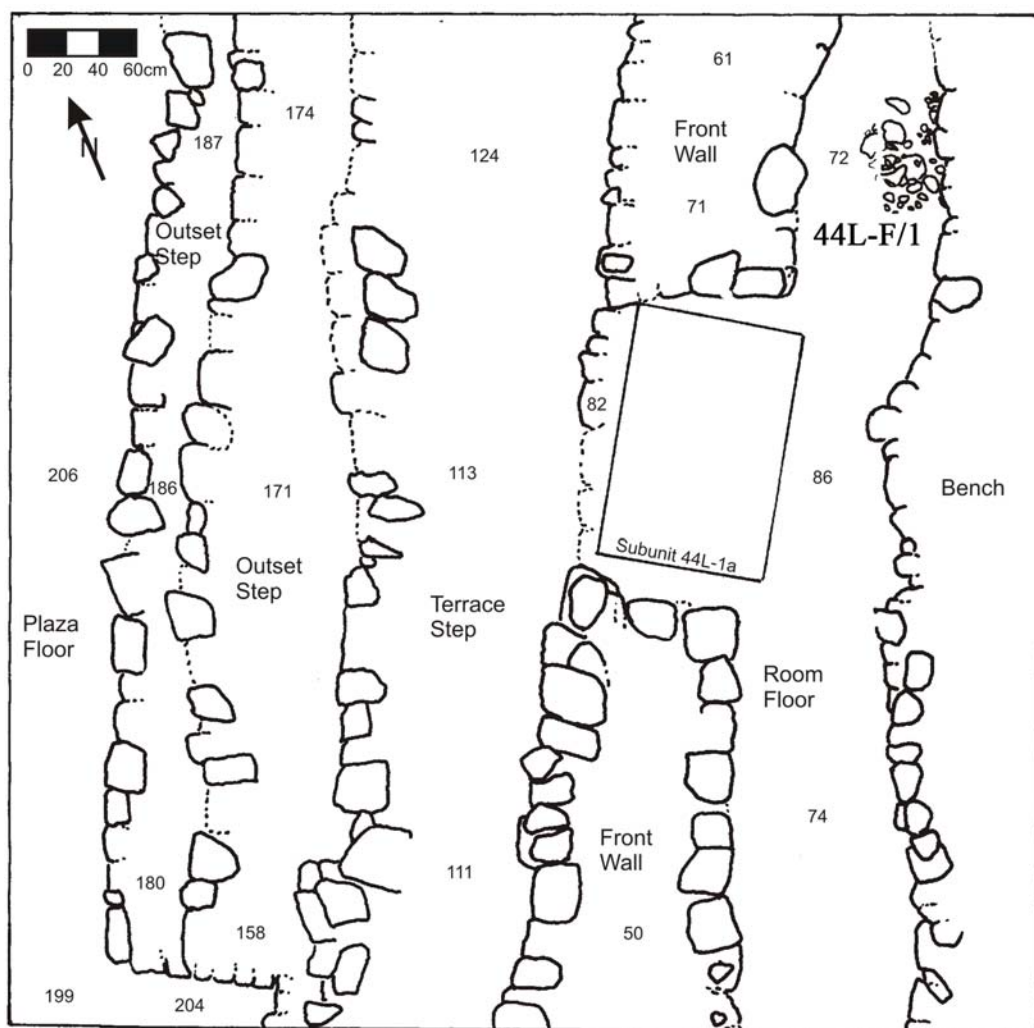 0 20 40 60cm
N
61
174
187
Front
Wall
124
72
71
44L-F/1
Outset
Step
82
206
186
171
113
86
Bench
Subunit 44L-1a
Outset
Step
Terrace
Step
Plaza
Floor
Room
Floor
74
Front
Wall
180
111
158
50
199
204